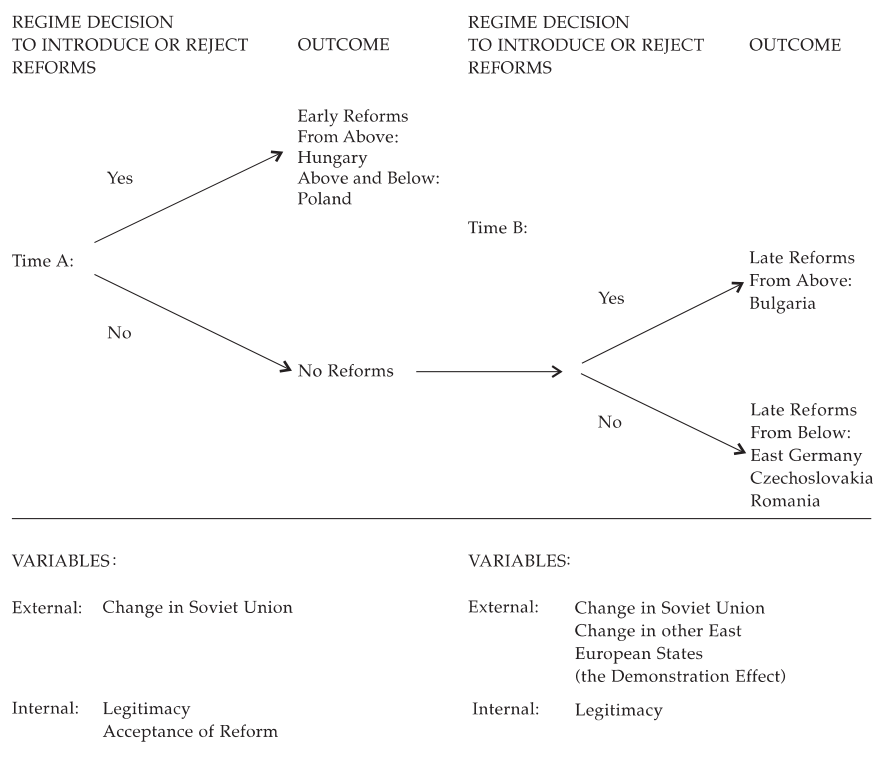 REGIME DECISION
TO INTRODUCE OR REJECT
REFORMS
OUTCOME
REGIME DECISION
TO INTRODUCE OR REJECT
REFORMS
OUTCOME
Early Reforms
From Above:
Hungary
Above and Below:
Poland
Yes
Time A:
No
No Reforms
Time B:
Yes
Late Reforms
From Above:
Bulgaria
No
Late Reforms
From Below:
East Germany
Czechoslovakia
Romania
VARIABLES:
External: Change in Soviet Union
Internal: Legitimacy
Acceptance of Reform
VARIABLES:
External: Change in Soviet Union
Change in other East
European States
(the Demonstration Effect)
Internal: Legitimacy